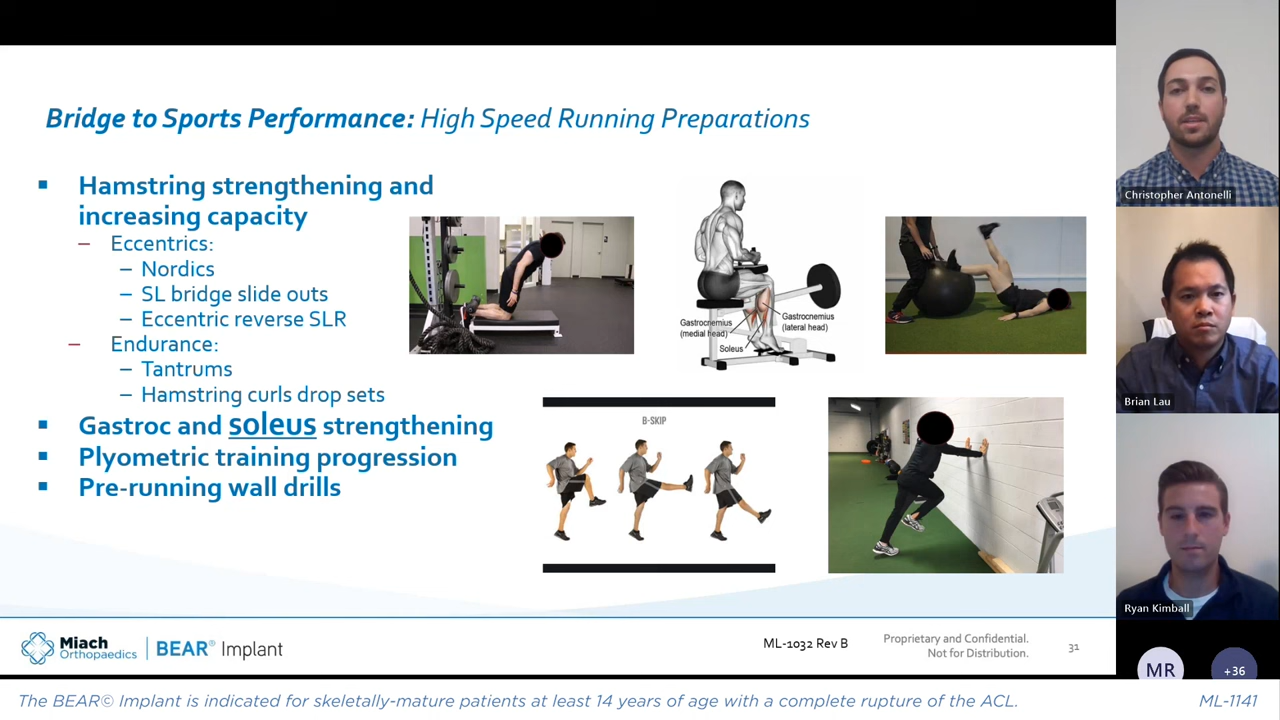 Bridge to Sports Performance: High Speed Running Preparations
▪ Hamstring strengthening and
increasing capacity
– Eccentrics:
– Nordics
– SL bridge slide outs
– Eccentric reverse SLR
– Endurance:
– Tantrums
– Hamstring curls drop sets
▪ Gastroc and soleus strengthening
▪ Plyometric training progression
▪ Pre-running wall drills
Gastrocnemius
(medial head)
Gastrocnemius
(lateral head)
Soleus
B-SKIP
Miach
Orthopaedics
BEAR® Implant
ML-1032 Rev B
Proprietary and Confidential.
Not for Distribution.
31
Christopher Antonelli
Brian Lau
Ryan Kimball
MR
+36
The BEAR© Implant is indicated for skeletally-mature patients at least 14 years of age with a complete rupture of the ACL.
ML-1141